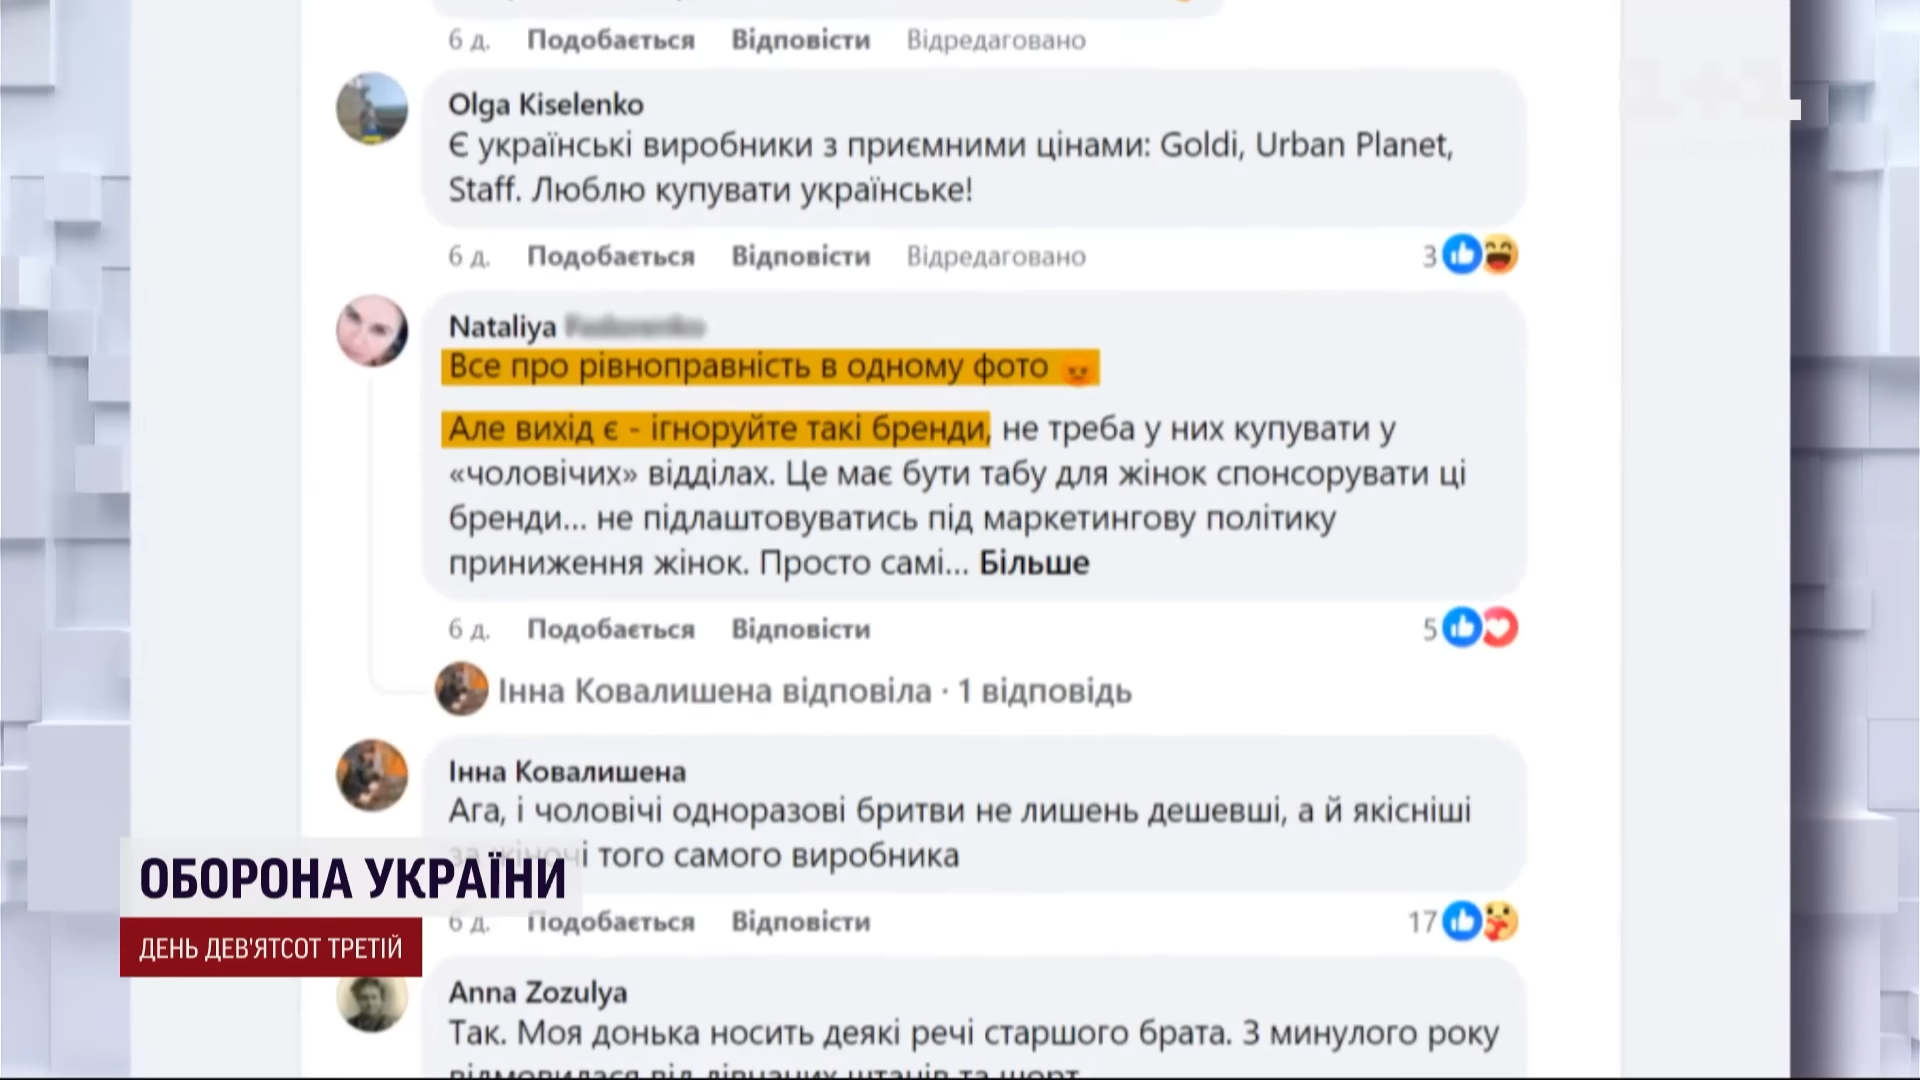 6 д. Подобається Відповісти Відредаговано
1+1
Olga Kiselenko
Є українські виробники з приємними цінами: Goldi, Urban Planet,
Staff. Люблю купувати українське!
6 д. Подобається Відповісти Відредаговано 3
Nataliya
Все про рівноправність в одному фото
Але вихід є - ігноруйте такі бренди, не треба у них купувати у
«чоловічих» відділах. Це має бути табу для жінок спонсорувати ці
бренди... не підлаштовуватись під маркетингову політику
приниження жінок. Просто самі... Більше
6 д. Подобається Відповісти 5
Інна Ковалишена відповіла · 1 відповідь
Інна Ковалишена
Ага, і чоловічі одноразові бритви не лишень дешевші, а й якісніші
за жіночі того самого виробника
6 д. Подобається Відповісти 17
ОБОРОНА УКРАЇНИ
ДЕНЬ ДЕВ'ЯТСОТ ТРЕТІЙ
Anna Zozulya
Так. Моя донька носить деякі речі старшого брата. З минулого року
відмовилася від дівчачих штанів та шорт